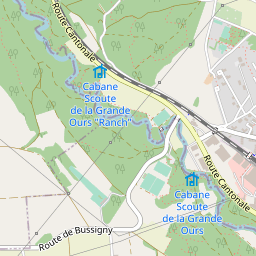 Route Cantonale
Cabane
Scoute
de la Grande
Ours "Ranch"
Route Cantonale
Cabane
Scoute
de la Grande
Ours
Route de Bussigny